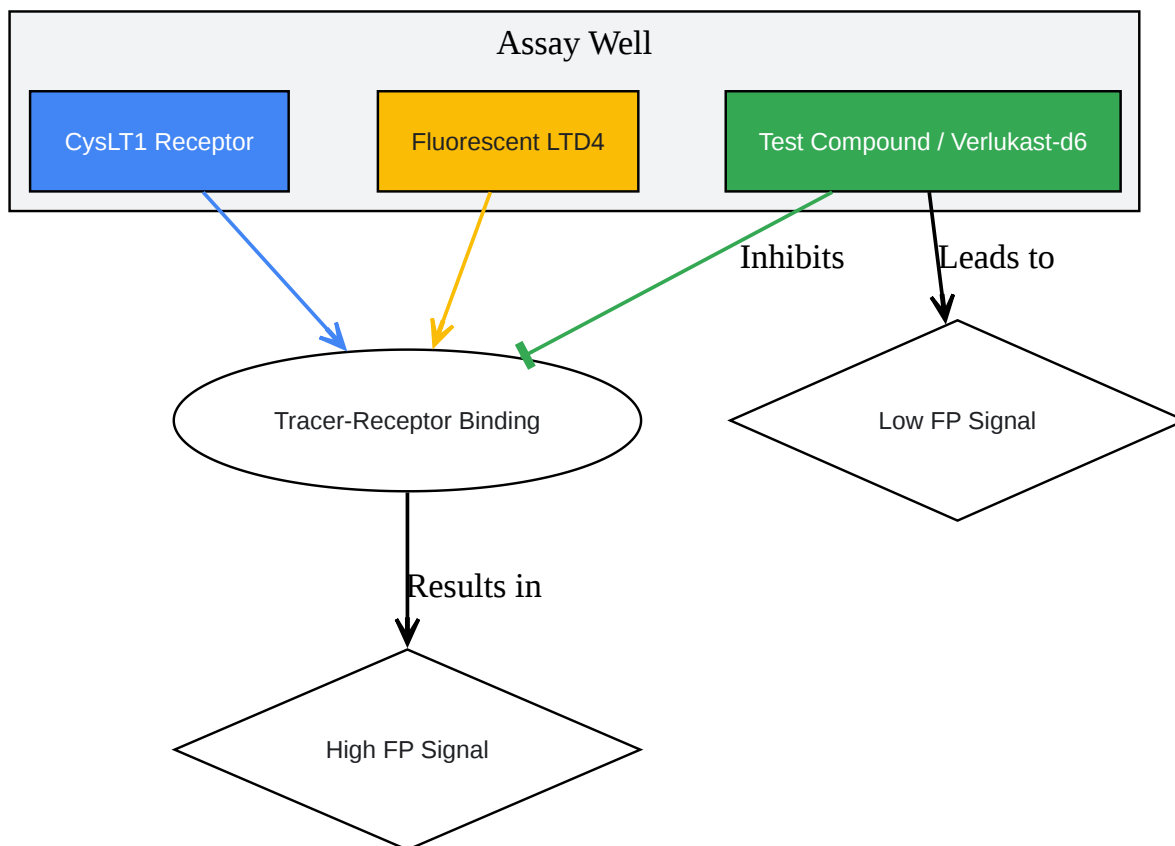 Assay Well
CysLT1 Receptor
Fluorescent LTD4
Test Compound / Verlukast-d6
Inhibits
Leads to
Tracer-Receptor Binding
Low FP Signal
Results in
High FP Signal